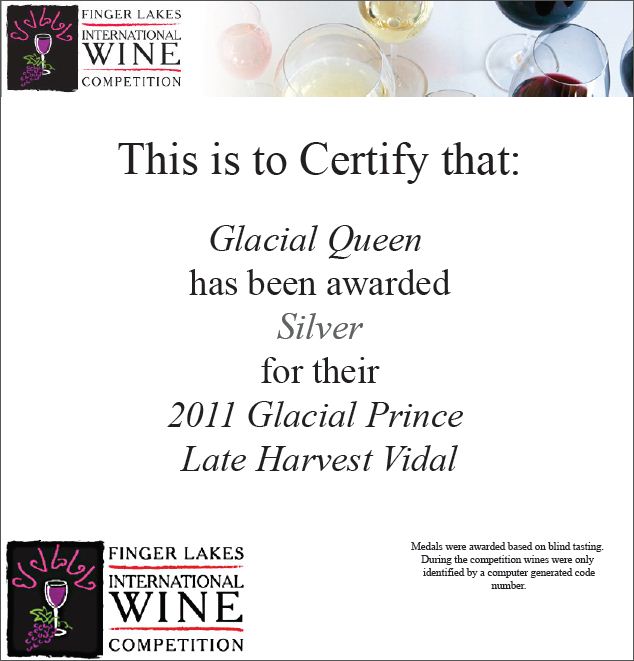 FINGER LAKES
INTERNATIONAL
WINE
COMPETITION
This is to Certify that:
Glacial Queen
has been awarded
Silver
for their
2011 Glacial Prince
Late Harvest Vidal
FINGER LAKES
INTERNATIONAL
WINE
COMPETITION
Medals were awarded based on blind tasting.
During the competition wines were only
identified by a computer generated code
number.